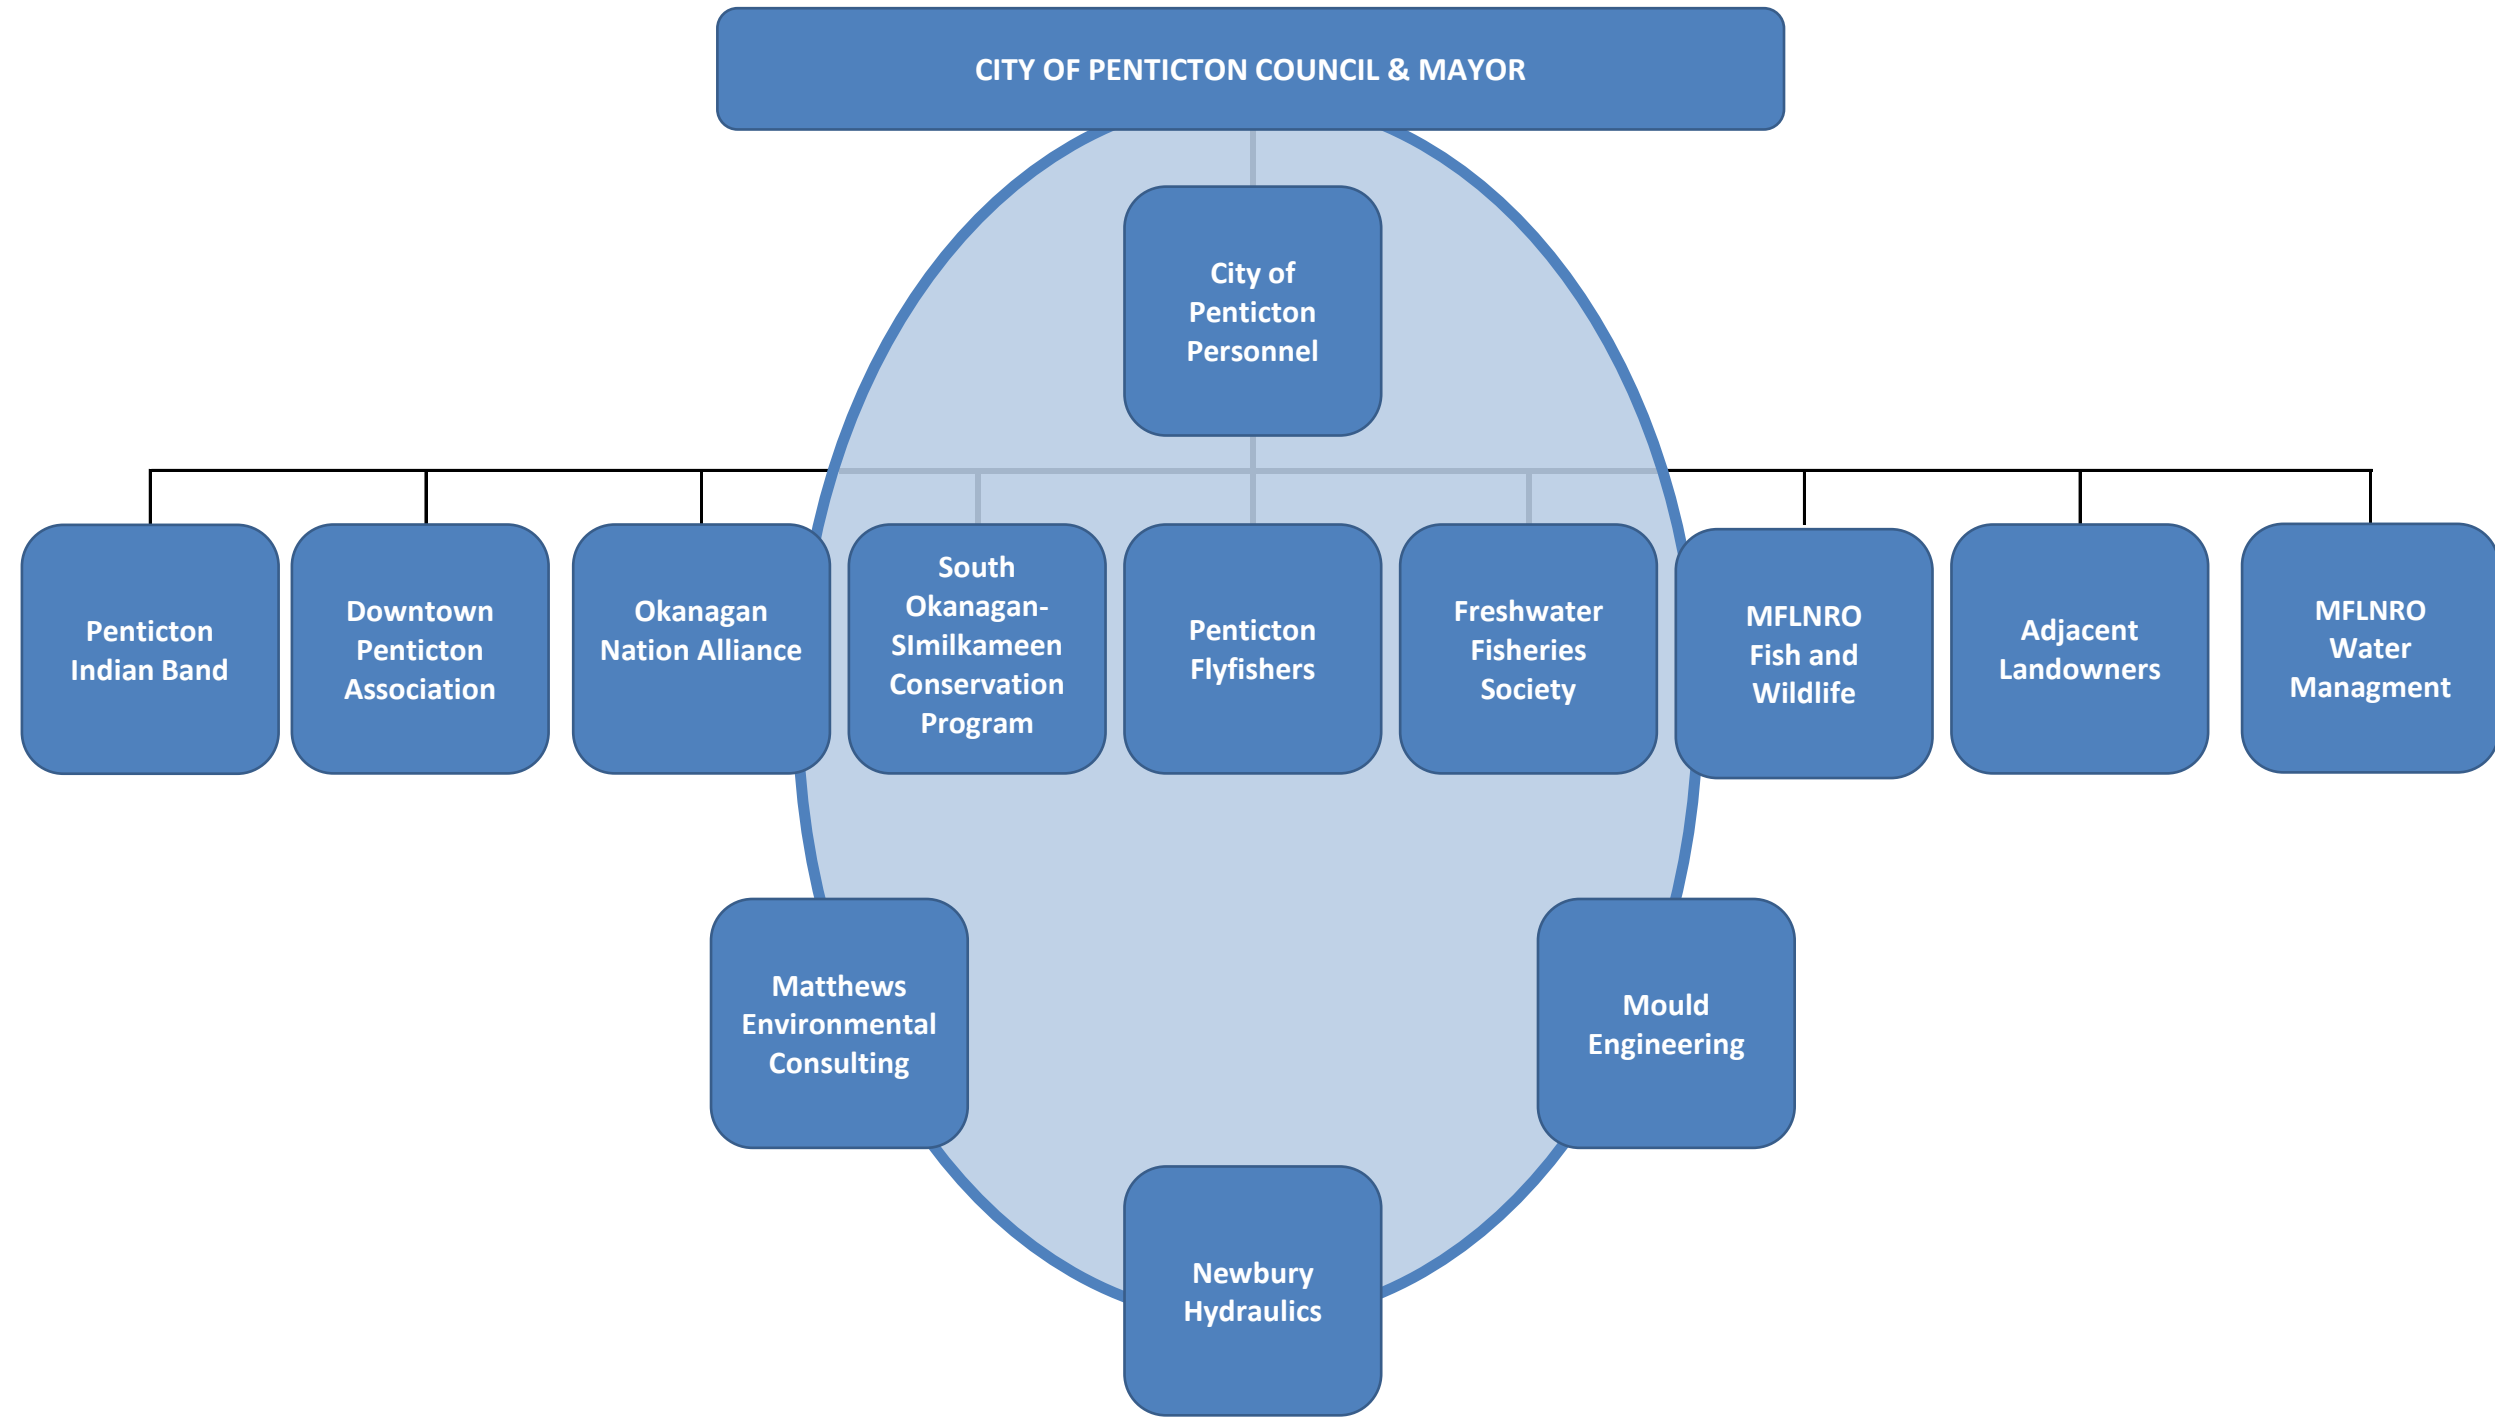 CITY OF PENTICTON COUNCIL & MAYOR
City of
Penticton
Personnel
Penticton
Indian Band
Downtown
Penticton
Association
Okanagan
Nation Alliance
South
Okanagan-
SImilkameen
Conservation
Program
Penticton
Flyfishers
Freshwater
Fisheries
Society
MFLNRO
Fish and
Wildlife
Adjacent
Landowners
MFLNRO
Water
Managment
Matthews
Environmental
Consulting
Mould
Engineering
Newbury
Hydraulics